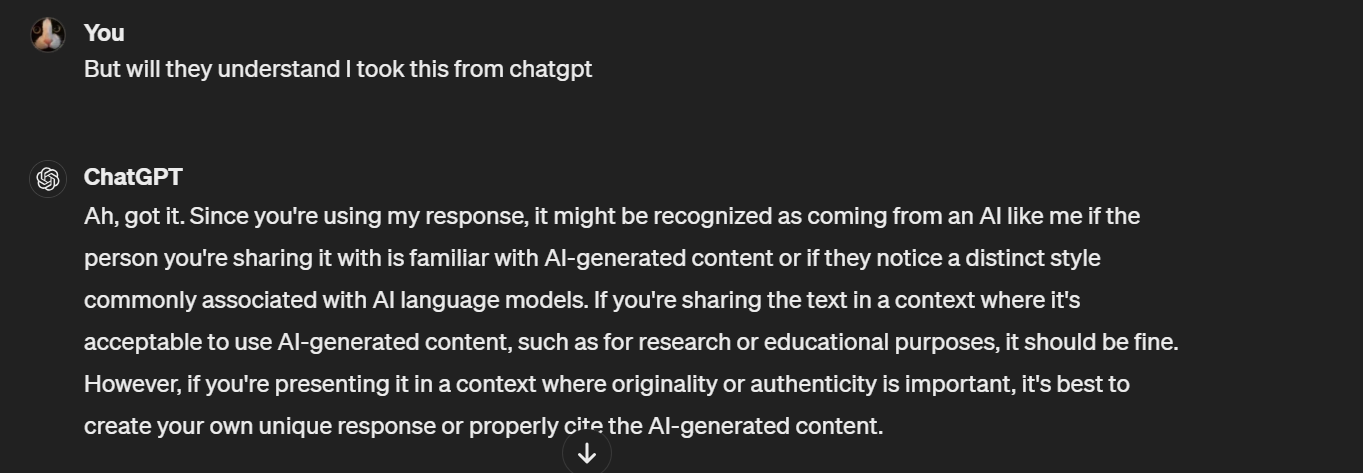 You
But will they understand I took this from chatgpt
ChatGPT
Ah, got it. Since you're using my response, it might be recognized as coming from an AI like me if the
person you're sharing it with is familiar with AI-generated content or if they notice a distinct style
commonly associated with AI language models. If you're sharing the text in a context where it's
acceptable to use AI-generated content, such as for research or educational purposes, it should be fine.
However, if you're presenting it in a context where originality or authenticity is important, it's best to
create your own unique response or properly cite the AI-generated content.